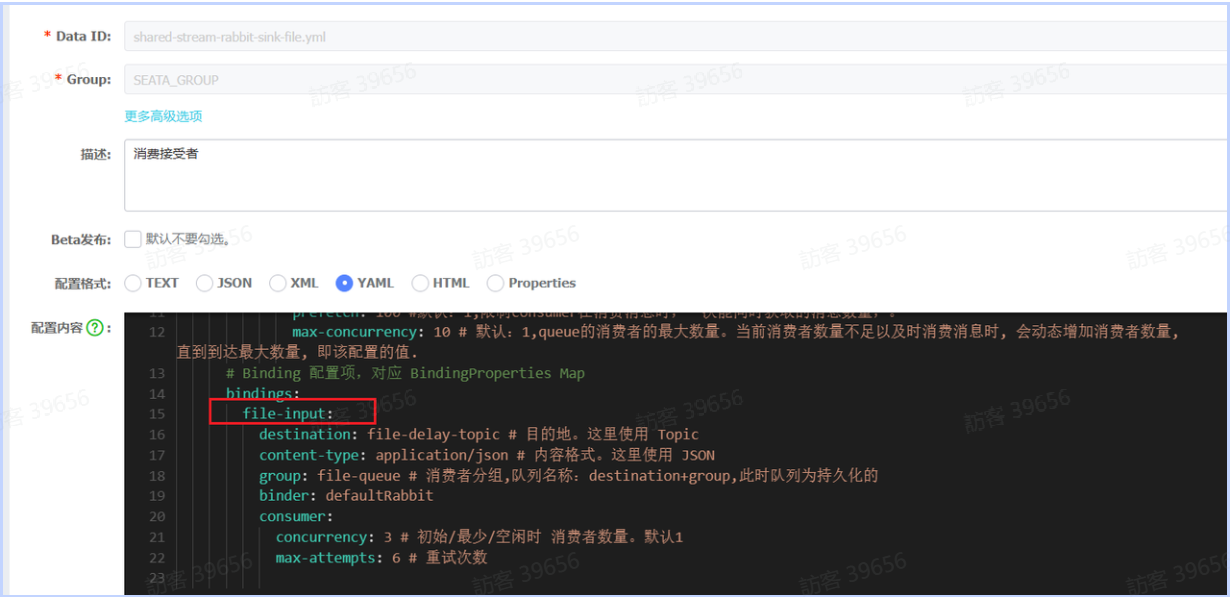 * Data ID: shared-stream-rabbit-sink-file.yml
* Group: SEATA_GROUP
更多高级选项
描述: 消费接受者
Beta发布: 默认不要勾选。
配置格式: TEXT JSON XML YAML HTML Properties
配置内容 ? :
12 max-concurrency: 10 # 默认：1,queue的消费者的最大数量。当前消费者数量不足以及时消费消息时, 会动态增加消费者数量,
直到到达最大数量, 即该配置的值.
13 # Binding 配置项，对应 BindingProperties Map
14 bindings:
15 file-input:
16 destination: file-delay-topic # 目的地。这里使用 Topic
17 content-type: application/json # 内容格式。这里使用 JSON
18 group: file-queue # 消费者分组,队列名称：destination+group,此时队列为持久化的
19 binder: defaultRabbit
20 consumer:
21 concurrency: 3 # 初始/最少/空闲时 消费者数量。默认1
22 max-attempts: 6 # 重试次数
23
訪客 39656